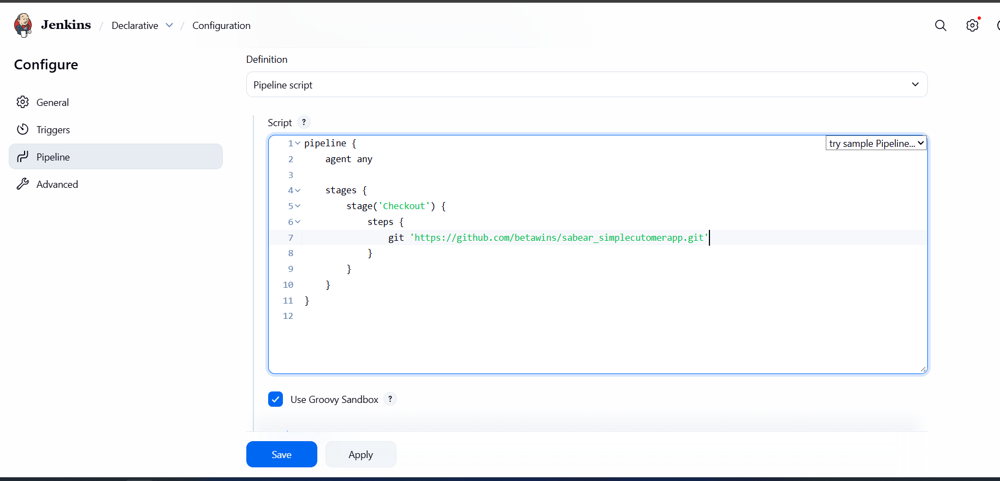 Jenkins / Declarative / Configuration
Configure
General
Triggers
Pipeline
Advanced
Definition
Pipeline script
Script ?
try sample Pipeline...
1 pipeline {
2     agent any
3
4     stages {
5         stage('Checkout') {
6             steps {
7                 git 'https://github.com/betawins/sabear_simplecutomerapp.git'
8             }
9         }
10     }
11 }
12
Use Groovy Sandbox ?
Save
Apply